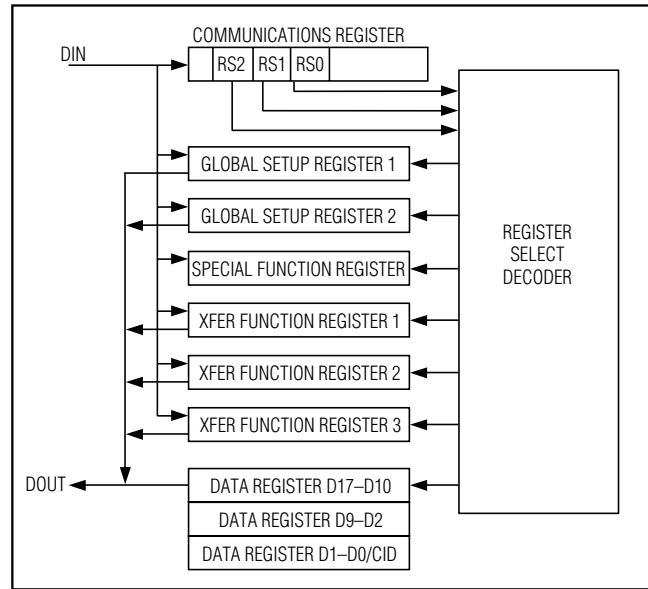 COMMUNICATIONS REGISTER
DIN
RS2 RS1 RS0
GLOBAL SETUP REGISTER 1
GLOBAL SETUP REGISTER 2
SPECIAL FUNCTION REGISTER
XFER FUNCTION REGISTER 1
XFER FUNCTION REGISTER 2
XFER FUNCTION REGISTER 3
REGISTER
SELECT
DECODER
DOUT
DATA REGISTER D17–D10
DATA REGISTER D9–D2
DATA REGISTER D1–D0/CID